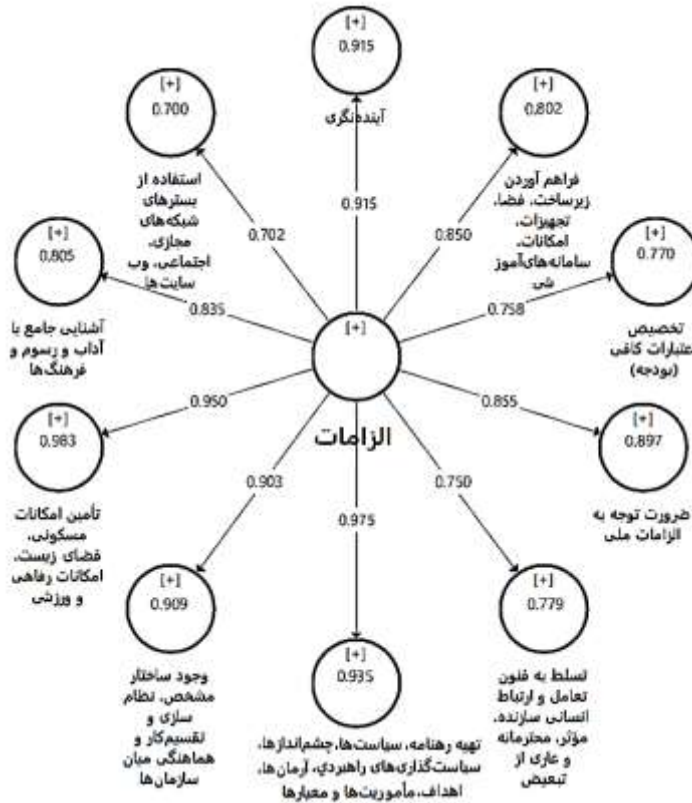 [+]
0.915
آینده‌نگری
[+]
0.700
استفاده از
بسترهای
شبکه‌های
مجازی،
اجتماعی، وب
سایت‌ها
[+]
0.802
فراهم آوردن
زیرساخت، فضا،
تجهیزات،
امکانات،
سامانه‌های‌آموز
شی
0.915
0.702
0.850
[+]
0.805
آشنایی جامع با
آداب و رسوم و
فرهنگ‌ها
0.835
[+]
0.770
تخصیص
عتبارات کافی
(بودجه)
0.758
[+]
الزامات
0.950
[+]
0.983
تأمین امکانات
مسکونی،
فضای زیست،
امکانات رفاهی
و ورزشی
0.855
[+]
0.897
ضرورت توجه به
الزامات ملی
0.903
0.975
0.750
[+]
0.909
وجود ساختار
مشخص، نظام
سازی و
تقسیم‌کار و
هماهنگی میان
سازمان‌ها
[+]
0.935
تهیه رهنامه، سیاست‌ها،چشم‌اندازها،
سیاست‌گذاری‌های راهبردي، آرمان‌ها،
اهداف،مأموریت‌ها و معیارها
[+]
0.779
تسلط به فنون
تعامل و ارتباط
انسانی سازنده،
مؤثر، محترمانه
و عاری از
تبعیض